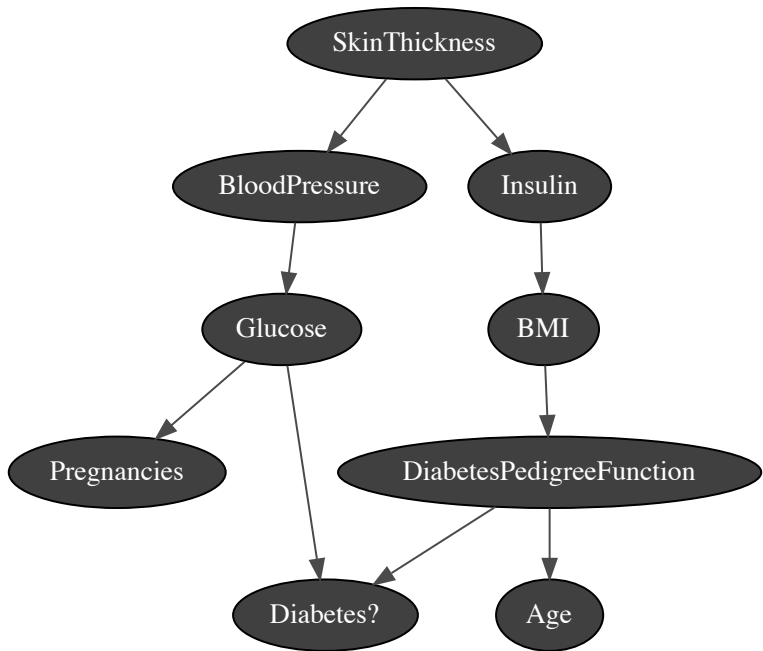 SkinThickness
BloodPressure
Insulin
Glucose
BMI
Pregnancies
DiabetesPedigreeFunction
Diabetes?
Age